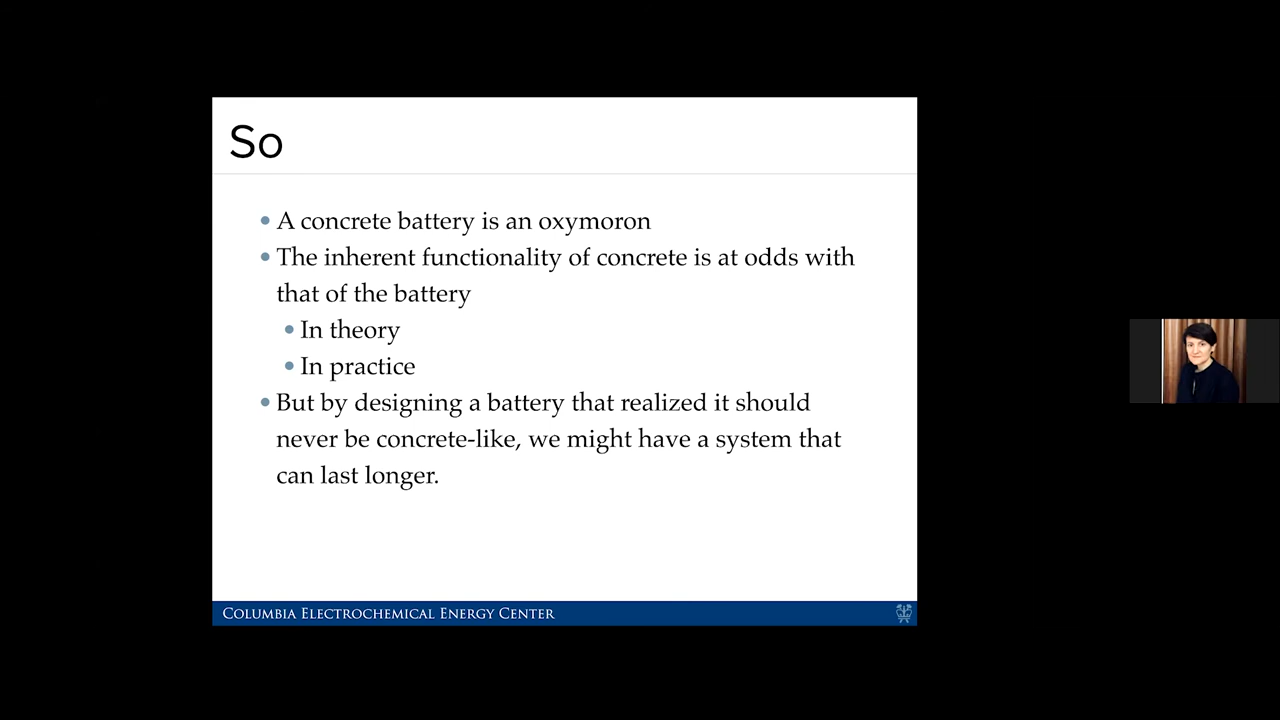 So
• A concrete battery is an oxymoron
• The inherent functionality of concrete is at odds with
that of the battery
• In theory
• In practice
• But by designing a battery that realized it should
never be concrete-like, we might have a system that
can last longer.
COLUMBIA ELECTROCHEMICAL ENERGY CENTER